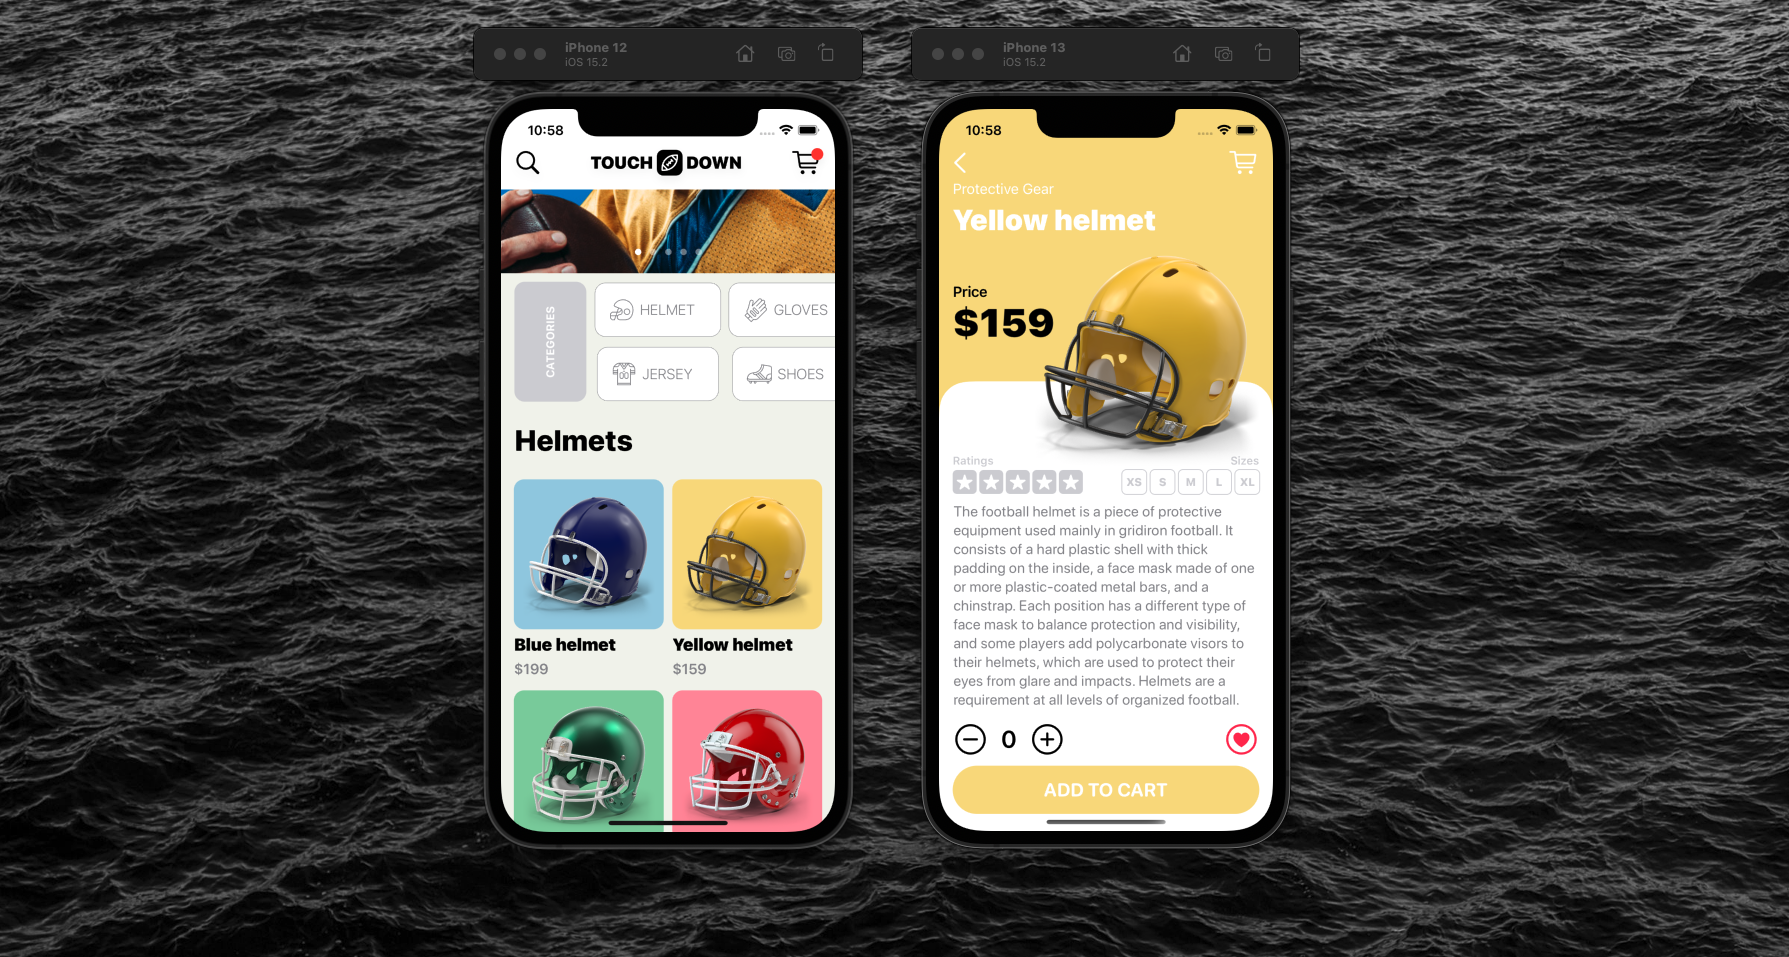 iPhone 12
iOS 15.2
10:58
TOUCH DOWN
CATEGORIES
HELMET
GLOVES
JERSEY
00
SHOES
Helmets
Blue helmet
$199
Yellow helmet
$159
iPhone 13
iOS 15.2
10:58
Protective Gear
Yellow helmet
Price
$159
Ratings
Sizes
XS S M L XL
The football helmet is a piece of protective
equipment used mainly in gridiron football. It
consists of a hard plastic shell with thick
padding on the inside, a face mask made of one
or more plastic-coated metal bars, and a
chinstrap. Each position has a different type of
face mask to balance protection and visibility,
and some players add polycarbonate visors to
their helmets, which are used to protect their
eyes from glare and impacts. Helmets are a
requirement at all levels of organized football.
0
ADD TO CART